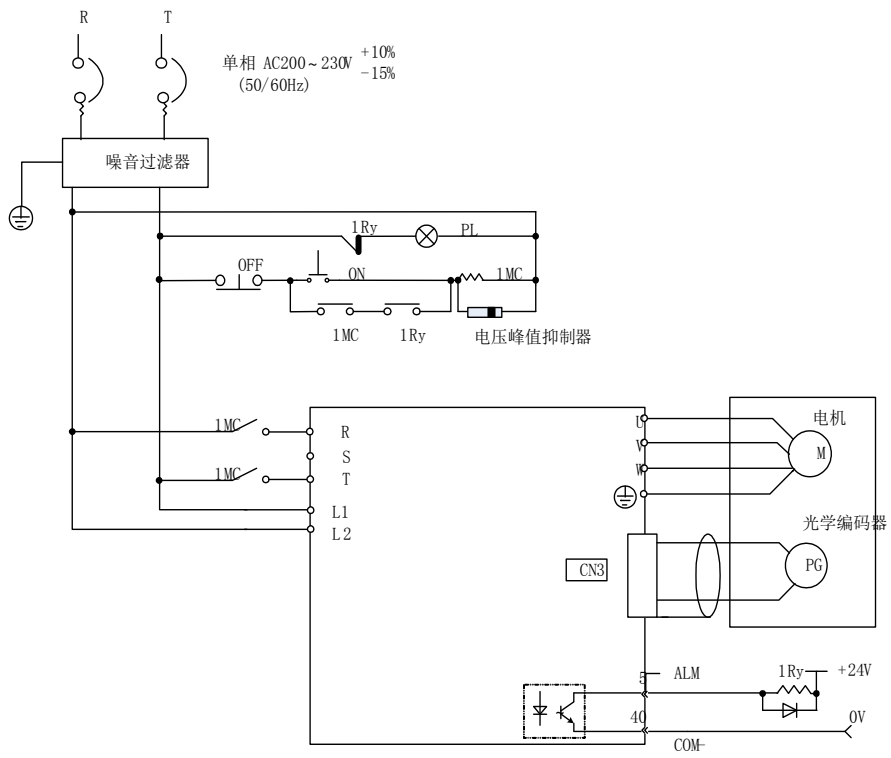 R T
单相 AC200～230V +10%
-15%
(50/60Hz)
噪音过滤器
1Ry PL
OFF ON 1MC
1MC 1Ry 电压峰值抑制器
1MC R
S
1MC T
L1
L2
U
V
W
电机
M
光学编码器
CN3
PG
5 ALM
1Ry +24V
40 0V
COM-